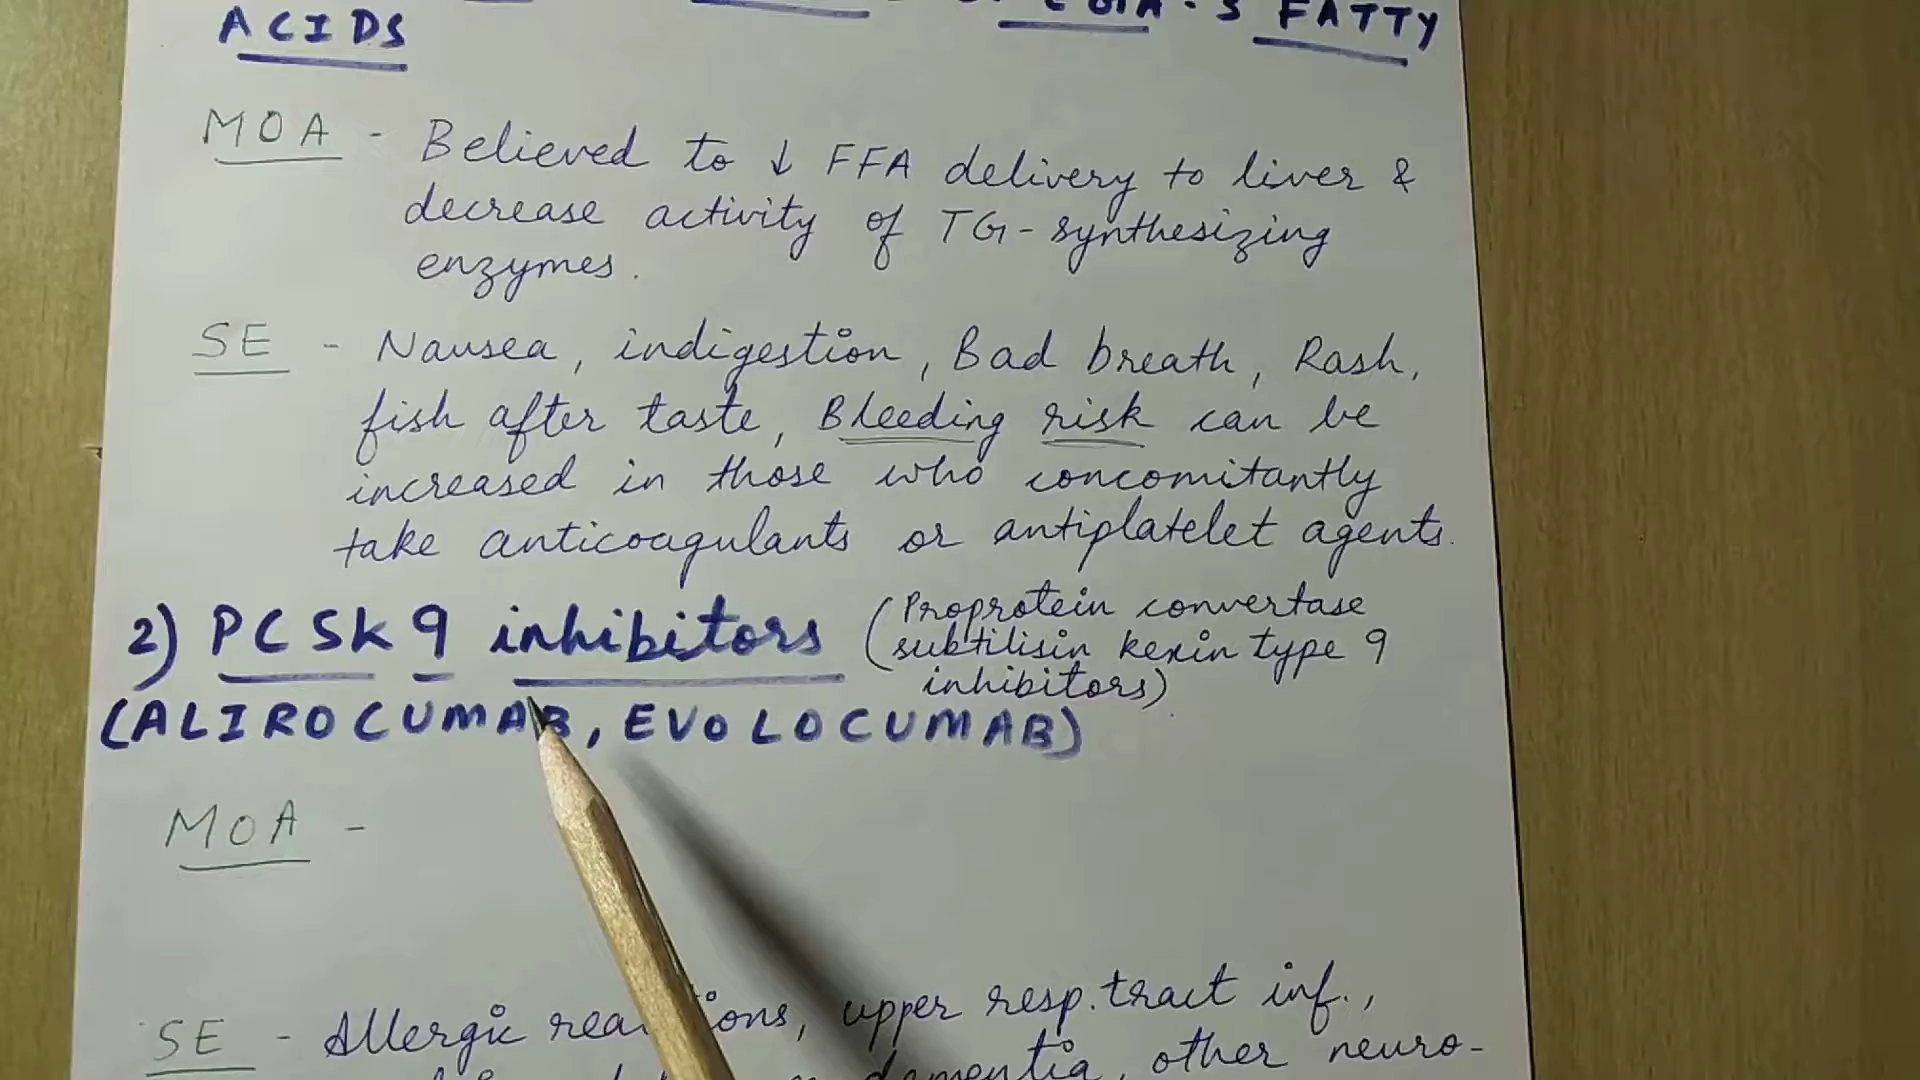 OMEGA-3 FATTY
ACIDS
MOA - Believed to ↓ FFA delivery to liver &
decrease activity of TG-synthesizing
enzymes.
SE - Nausea, indigestion, Bad breath, Rash,
fish after taste, Bleeding risk can be
increased in those who concomitantly
take anticoagulants or antiplatelet agents.
2) PCSK9 inhibitors (Proprotein convertase
subtilisin kexin type 9
inhibitors)
(ALIROCUMAB, EVOLOCUMAB)
MOA -
SE - Allergic reactions, upper resp. tract inf.,
dementia, other neuro-